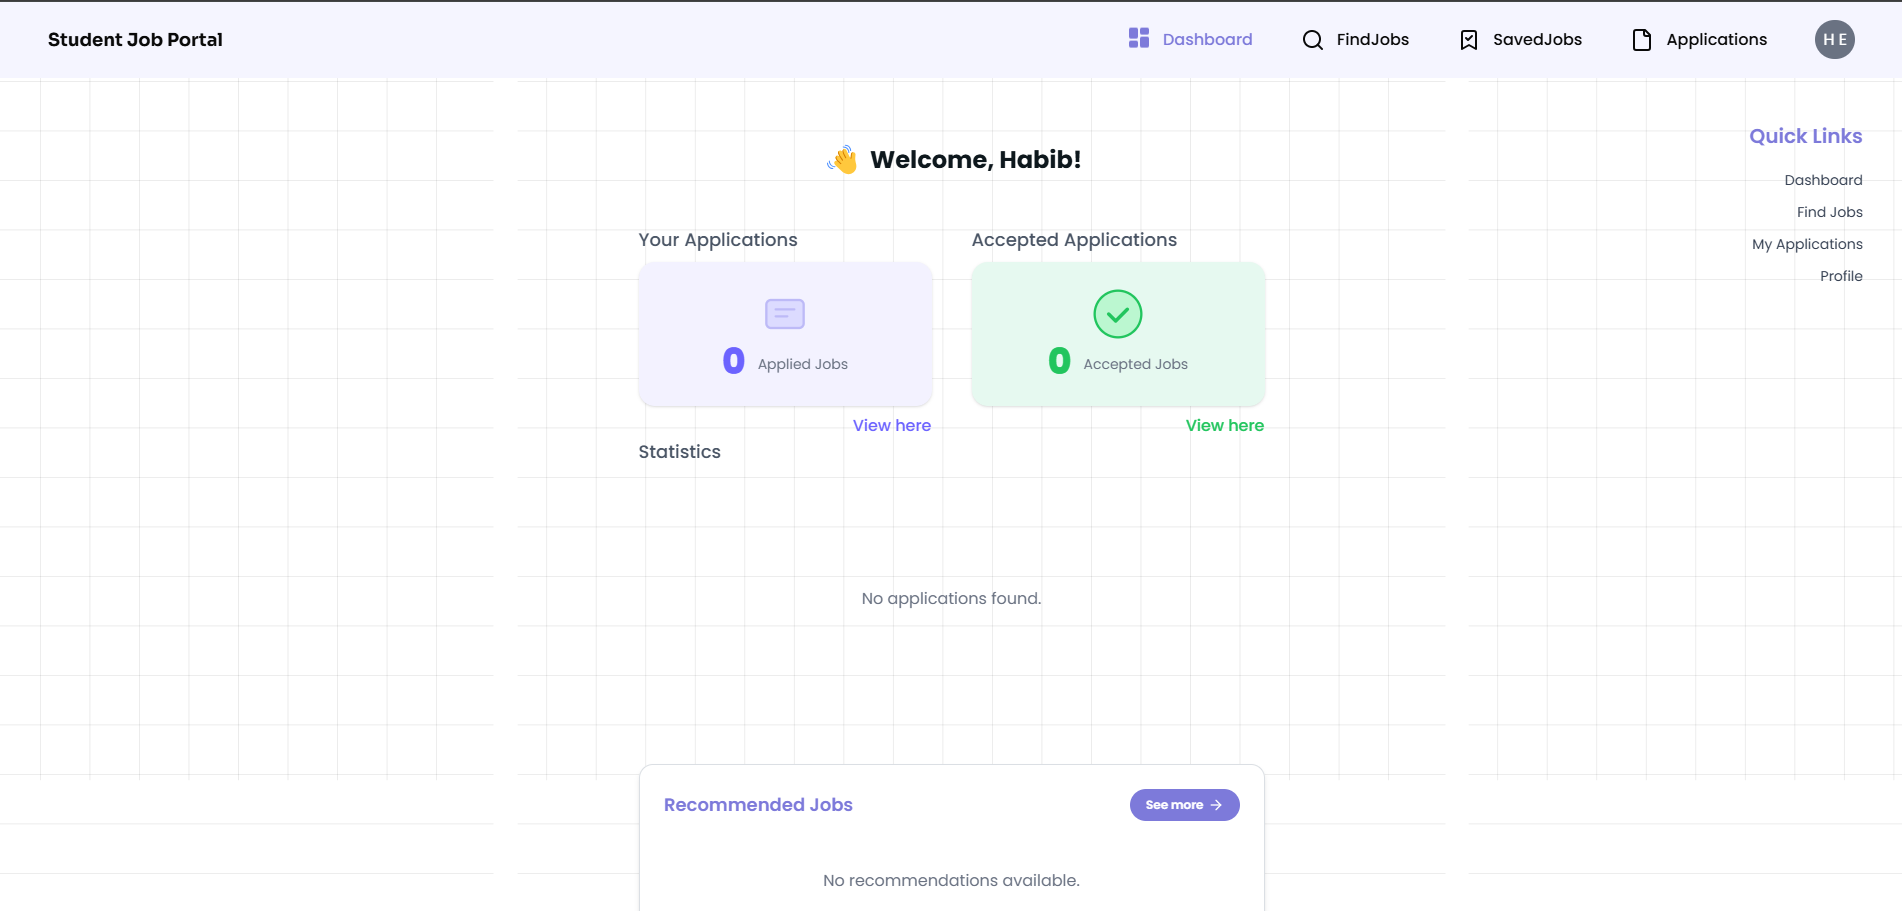 Student Job Portal
Dashboard
FindJobs
SavedJobs
Applications
H E
Quick Links
Dashboard
Find Jobs
My Applications
Profile
👋 Welcome, Habib!
Your Applications
0 Applied Jobs
View here
Accepted Applications
0 Accepted Jobs
View here
Statistics
No applications found.
Recommended Jobs
See more →
No recommendations available.